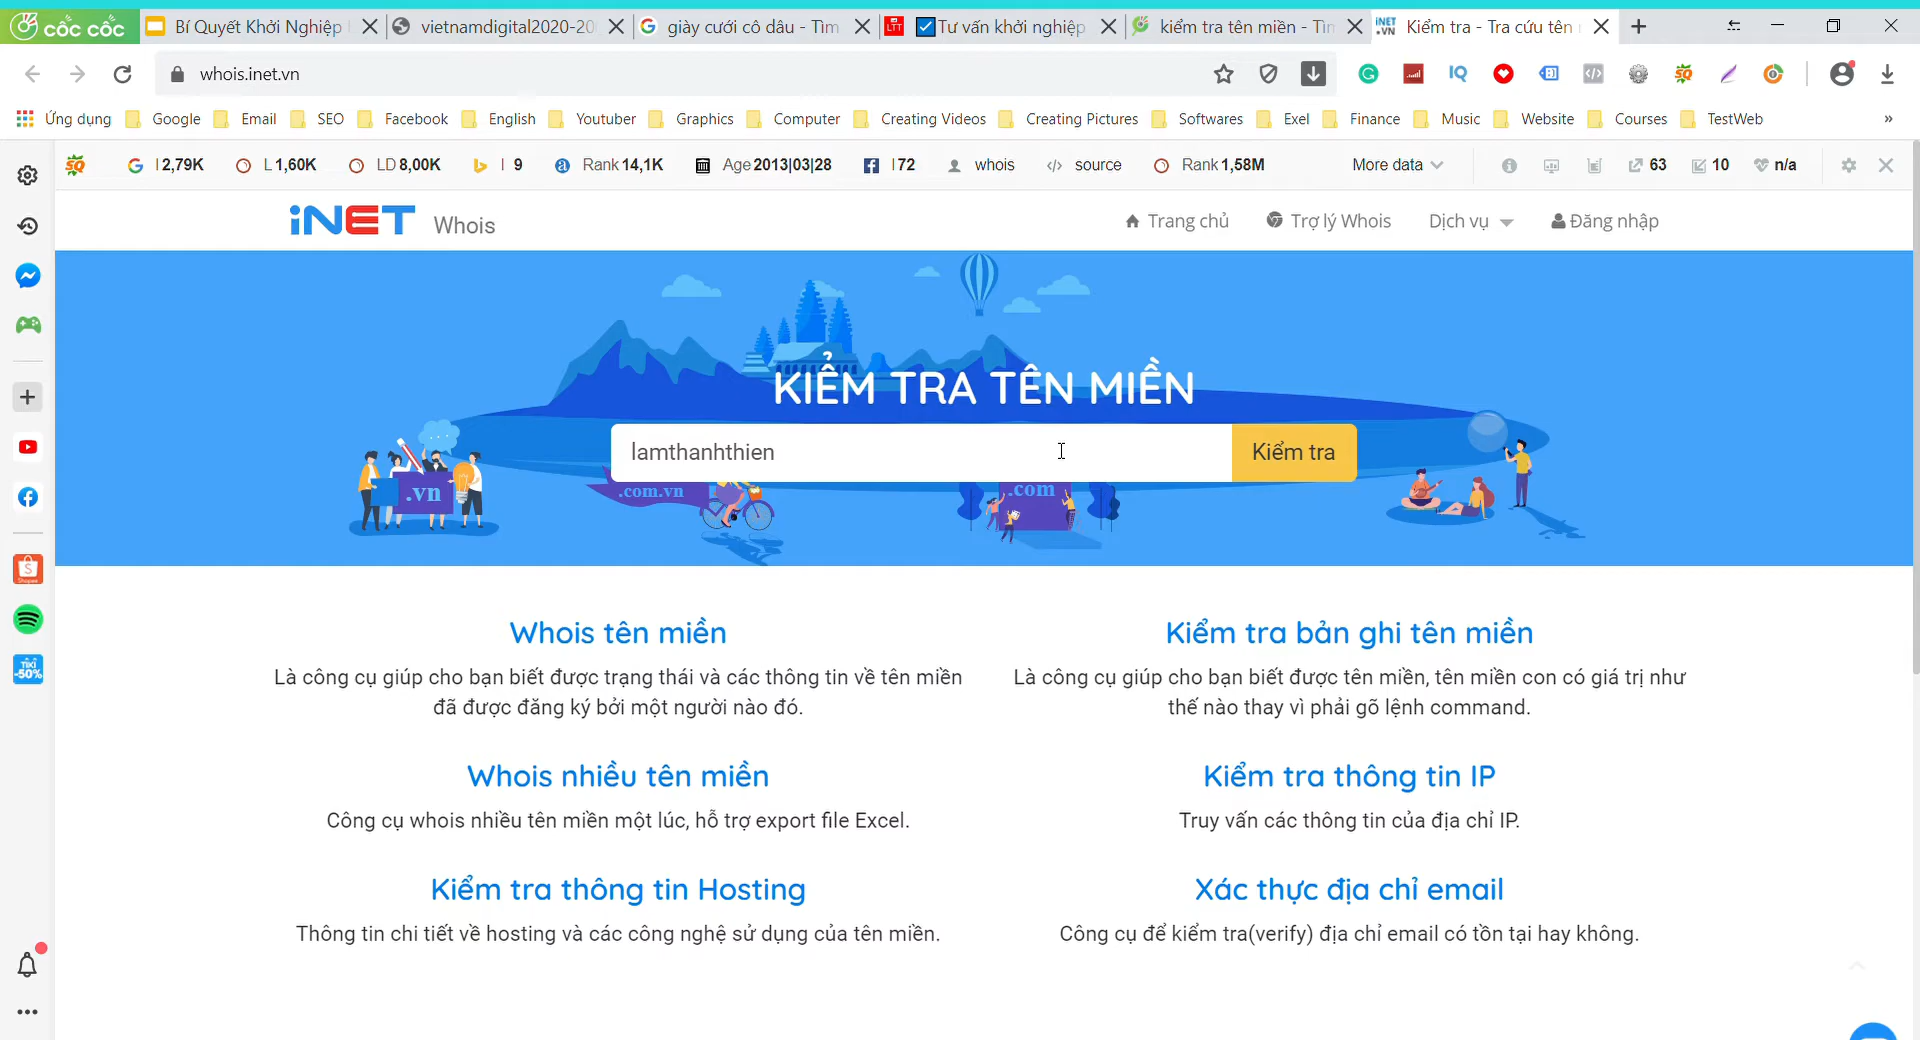 cốc cốc
Bí Quyết Khởi Nghiệp
vietnamdigital2020-20
giày cưới cô dâu - Tìm
LTT
Tư vấn khởi nghiệp
kiểm tra tên miền - Tìm
iNET .VN
Kiểm tra - Tra cứu tên
whois.inet.vn
Ứng dụng Google Email SEO Facebook English Youtuber Graphics Computer Creating Videos Creating Pictures Softwares Exel Finance Music Website Courses TestWeb »
SQ I 2,79K L 1,60K LD 8,00K I 9 Rank 14,1K Age 2013|03|28 I 72 whois source Rank 1,58M More data 63 10 n/a
iNET Whois
Trang chủ Trợ lý Whois Dịch vụ Đăng nhập
KIỂM TRA TÊN MIỀN
lamthanhthien
Kiểm tra
.vn
.com.vn
.com
Whois tên miền
Là công cụ giúp cho bạn biết được trạng thái và các thông tin về tên miền
đã được đăng ký bởi một người nào đó.
Kiểm tra bản ghi tên miền
Là công cụ giúp cho bạn biết được tên miền, tên miền con có giá trị như
thế nào thay vì phải gõ lệnh command.
Whois nhiều tên miền
Công cụ whois nhiều tên miền một lúc, hỗ trợ export file Excel.
Kiểm tra thông tin IP
Truy vấn các thông tin của địa chỉ IP.
Kiểm tra thông tin Hosting
Thông tin chi tiết về hosting và các công nghệ sử dụng của tên miền.
Xác thực địa chỉ email
Công cụ để kiểm tra(verify) địa chỉ email có tồn tại hay không.
Shopee
TIKI
-50%